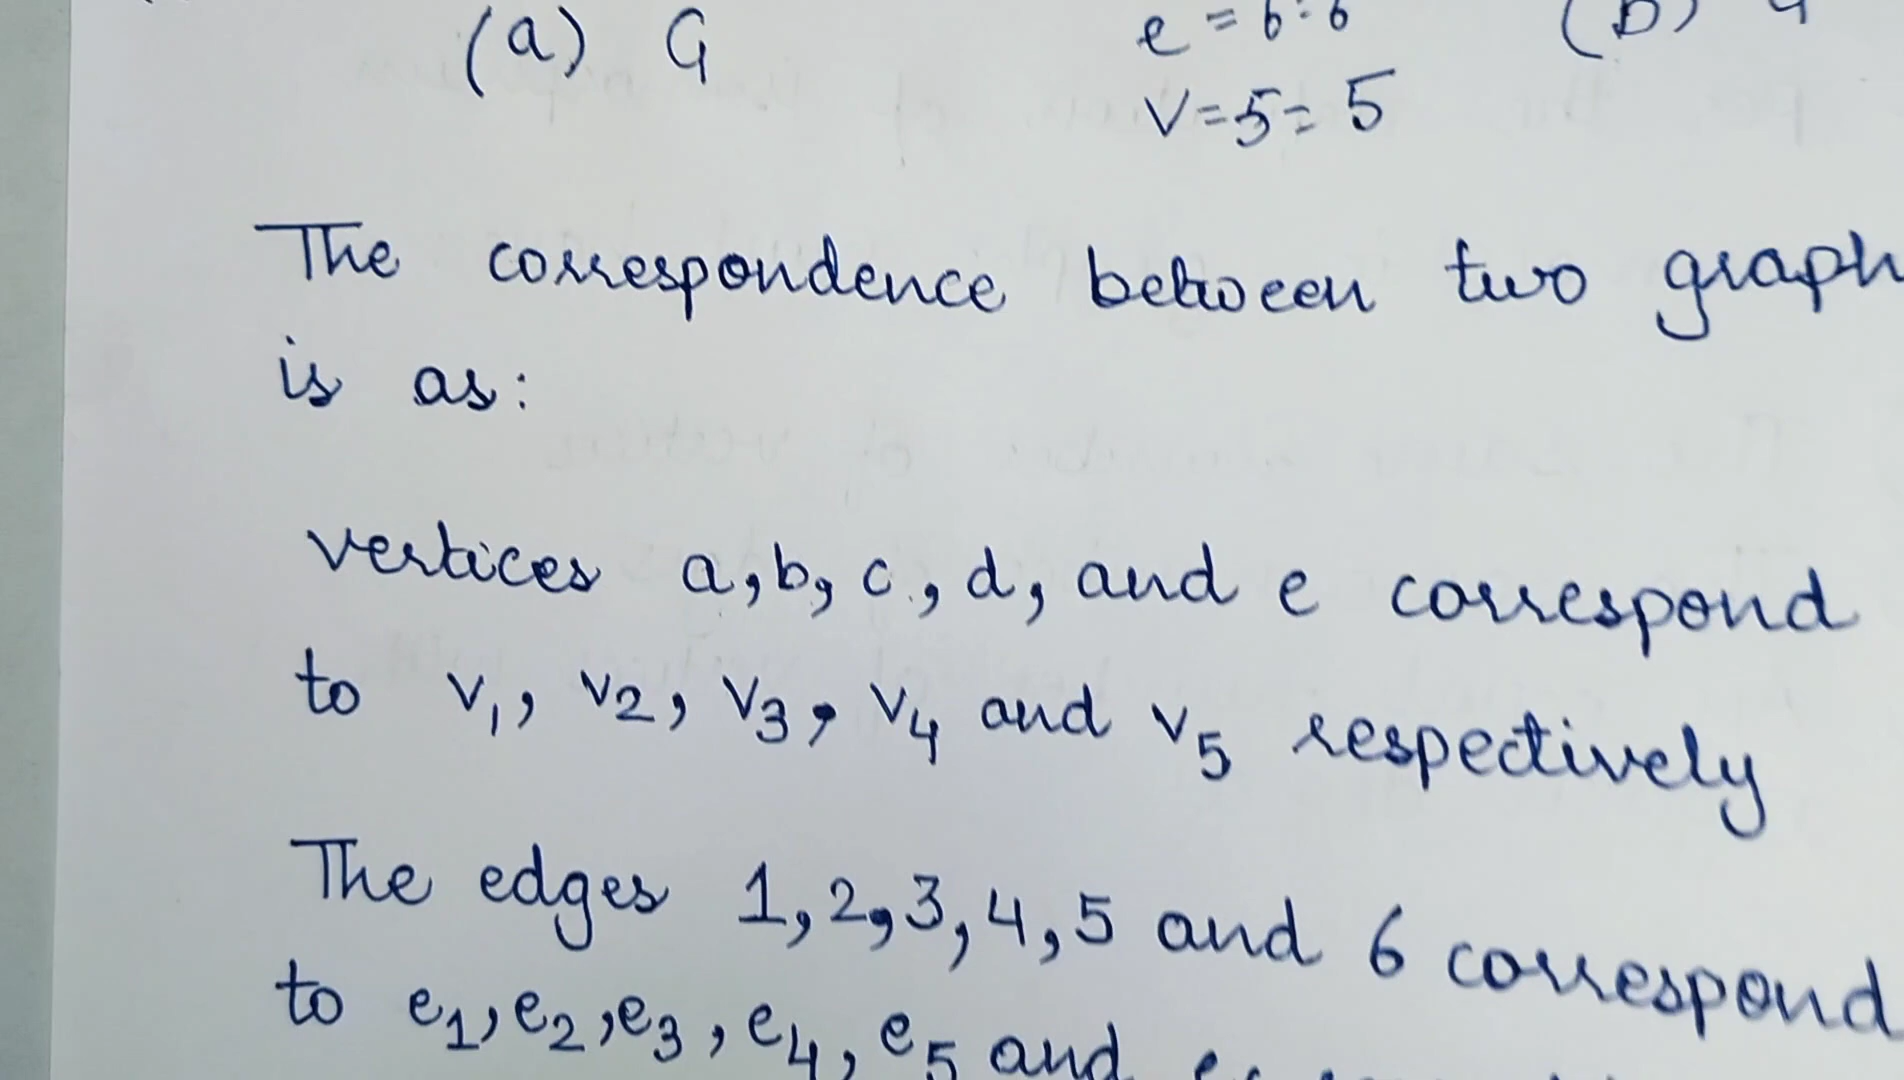 (a) G e = 6 = 6 (b) G
v = 5 = 5
The correspondence between two graph
is as:
vertices a, b, c, d, and e correspond
to v1, v2, v3, v4 and v5 respectively
The edges 1, 2, 3, 4, 5 and 6 correspond
to e1, e2, e3, e4, e5 and